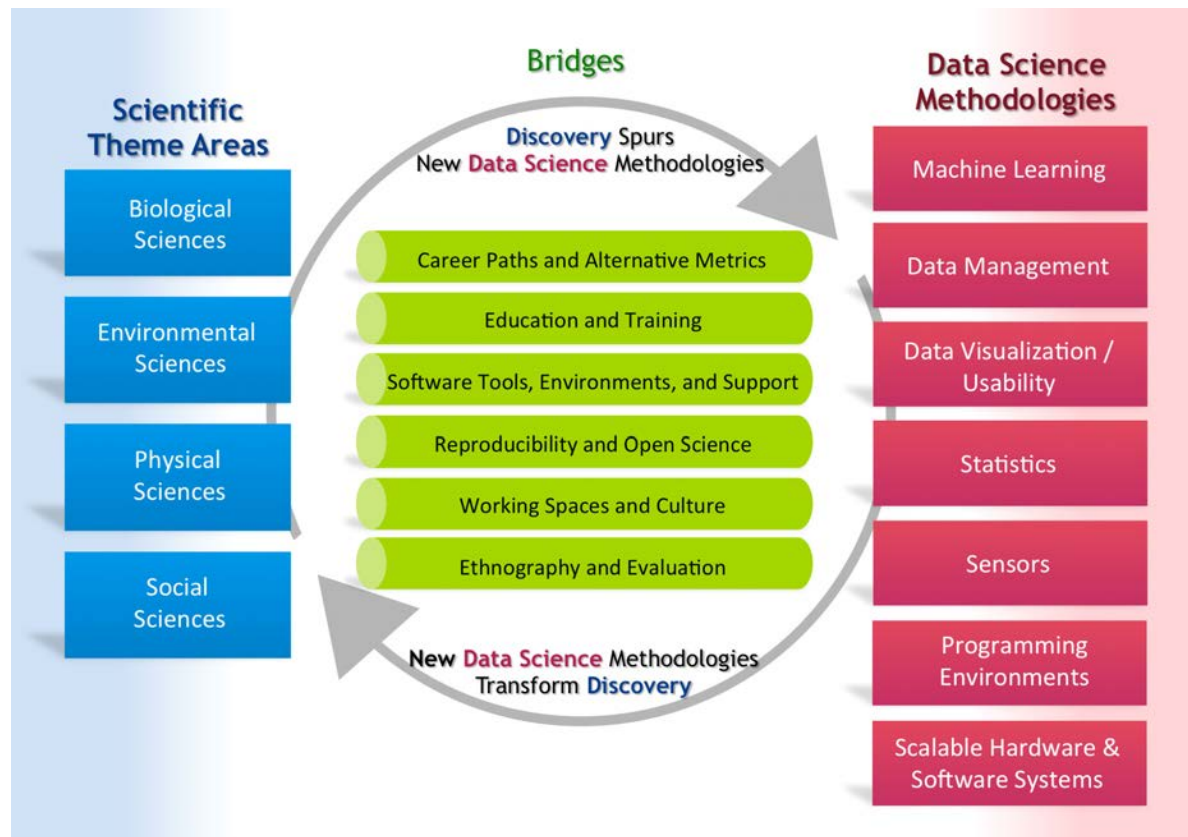 Bridges
Scientific
Theme Areas
Biological
Sciences
Environmental
Sciences
Physical
Sciences
Social
Sciences
Discovery Spurs
New Data Science Methodologies
Career Paths and Alternative Metrics
Education and Training
Software Tools, Environments, and Support
Reproducibility and Open Science
Working Spaces and Culture
Ethnography and Evaluation
New Data Science Methodologies
Transform Discovery
Data Science
Methodologies
Machine Learning
Data Management
Data Visualization /
Usability
Statistics
Sensors
Programming
Environments
Scalable Hardware &
Software Systems